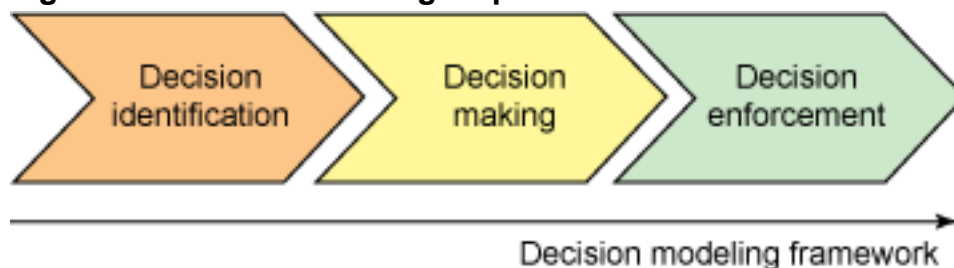 Decision
identification
Decision
making
Decision
enforcement
Decision modeling framework